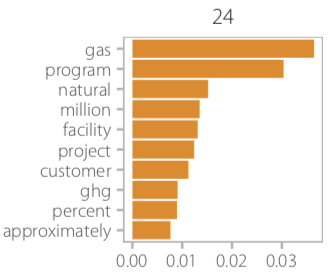 24
gas
program
natural
million
facility
project
customer
ghg
percent
approximately
0.00 0.01 0.02 0.03